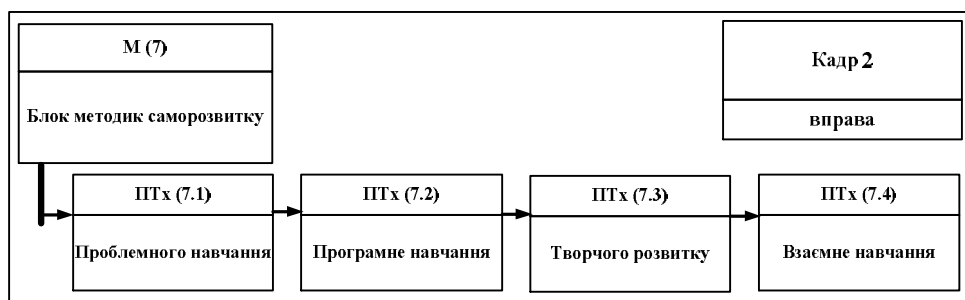 М (7)
Блок методик саморозвитку
Кадр 2
вправа
ПТх (7.1)
Проблемного навчання
ПТх (7.2)
Програмне навчання
ПТх (7.3)
Творчого розвитку
ПТх (7.4)
Взаємне навчання